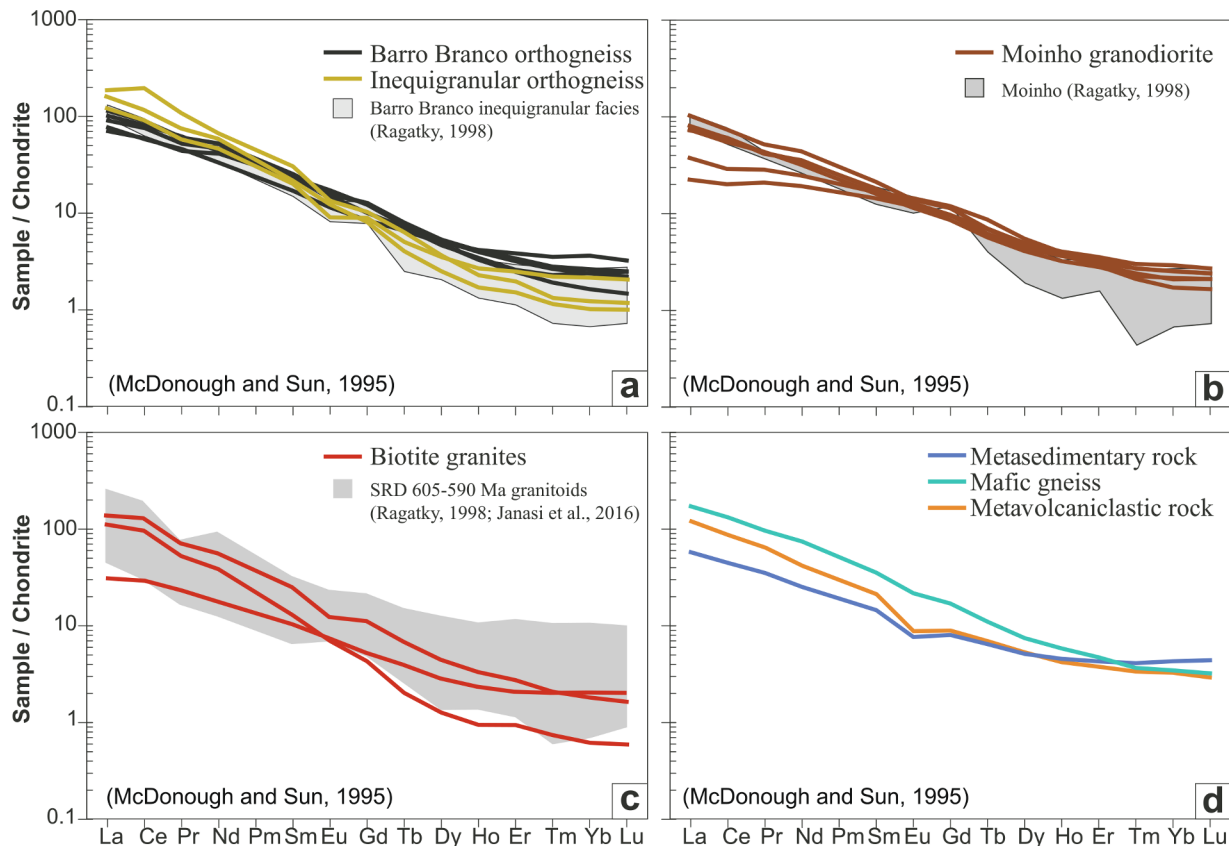 1000
100
10
1
0.1
Sample / Chondrite
Barro Branco orthogneiss
Inequigranular orthogneiss
Barro Branco inequigranular facies
(Ragatky, 1998)
(McDonough and Sun, 1995)
a
Moinho granodiorite
Moinho (Ragatky, 1998)
(McDonough and Sun, 1995)
b
1000
100
10
1
0.1
Sample / Chondrite
Biotite granites
SRD 605-590 Ma granitoids
(Ragatky, 1998; Janasi et al., 2016)
(McDonough and Sun, 1995)
c
La Ce Pr Nd Pm Sm Eu Gd Tb Dy Ho Er Tm Yb Lu
Metasedimentary rock
Mafic gneiss
Metavolcaniclastic rock
(McDonough and Sun, 1995)
d
La Ce Pr Nd Pm Sm Eu Gd Tb Dy Ho Er Tm Yb Lu